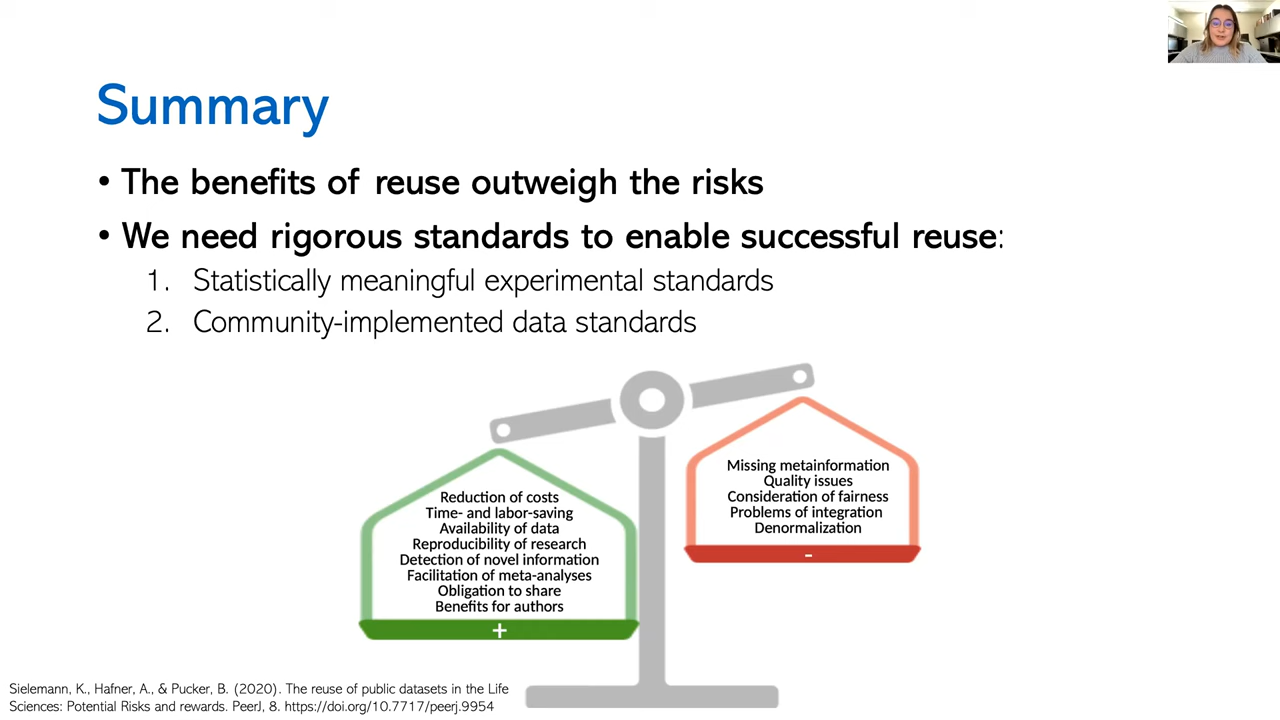 Summary
• The benefits of reuse outweigh the risks
• We need rigorous standards to enable successful reuse:
1. Statistically meaningful experimental standards
2. Community-implemented data standards
Reduction of costs
Time- and labor-saving
Availability of data
Reproducibility of research
Detection of novel information
Facilitation of meta-analyses
Obligation to share
Benefits for authors
+
Missing metainformation
Quality issues
Consideration of fairness
Problems of integration
Denormalization
-
Sielemann, K., Hafner, A., & Pucker, B. (2020). The reuse of public datasets in the Life
Sciences: Potential Risks and rewards. PeerJ, 8. https://doi.org/10.7717/peerj.9954